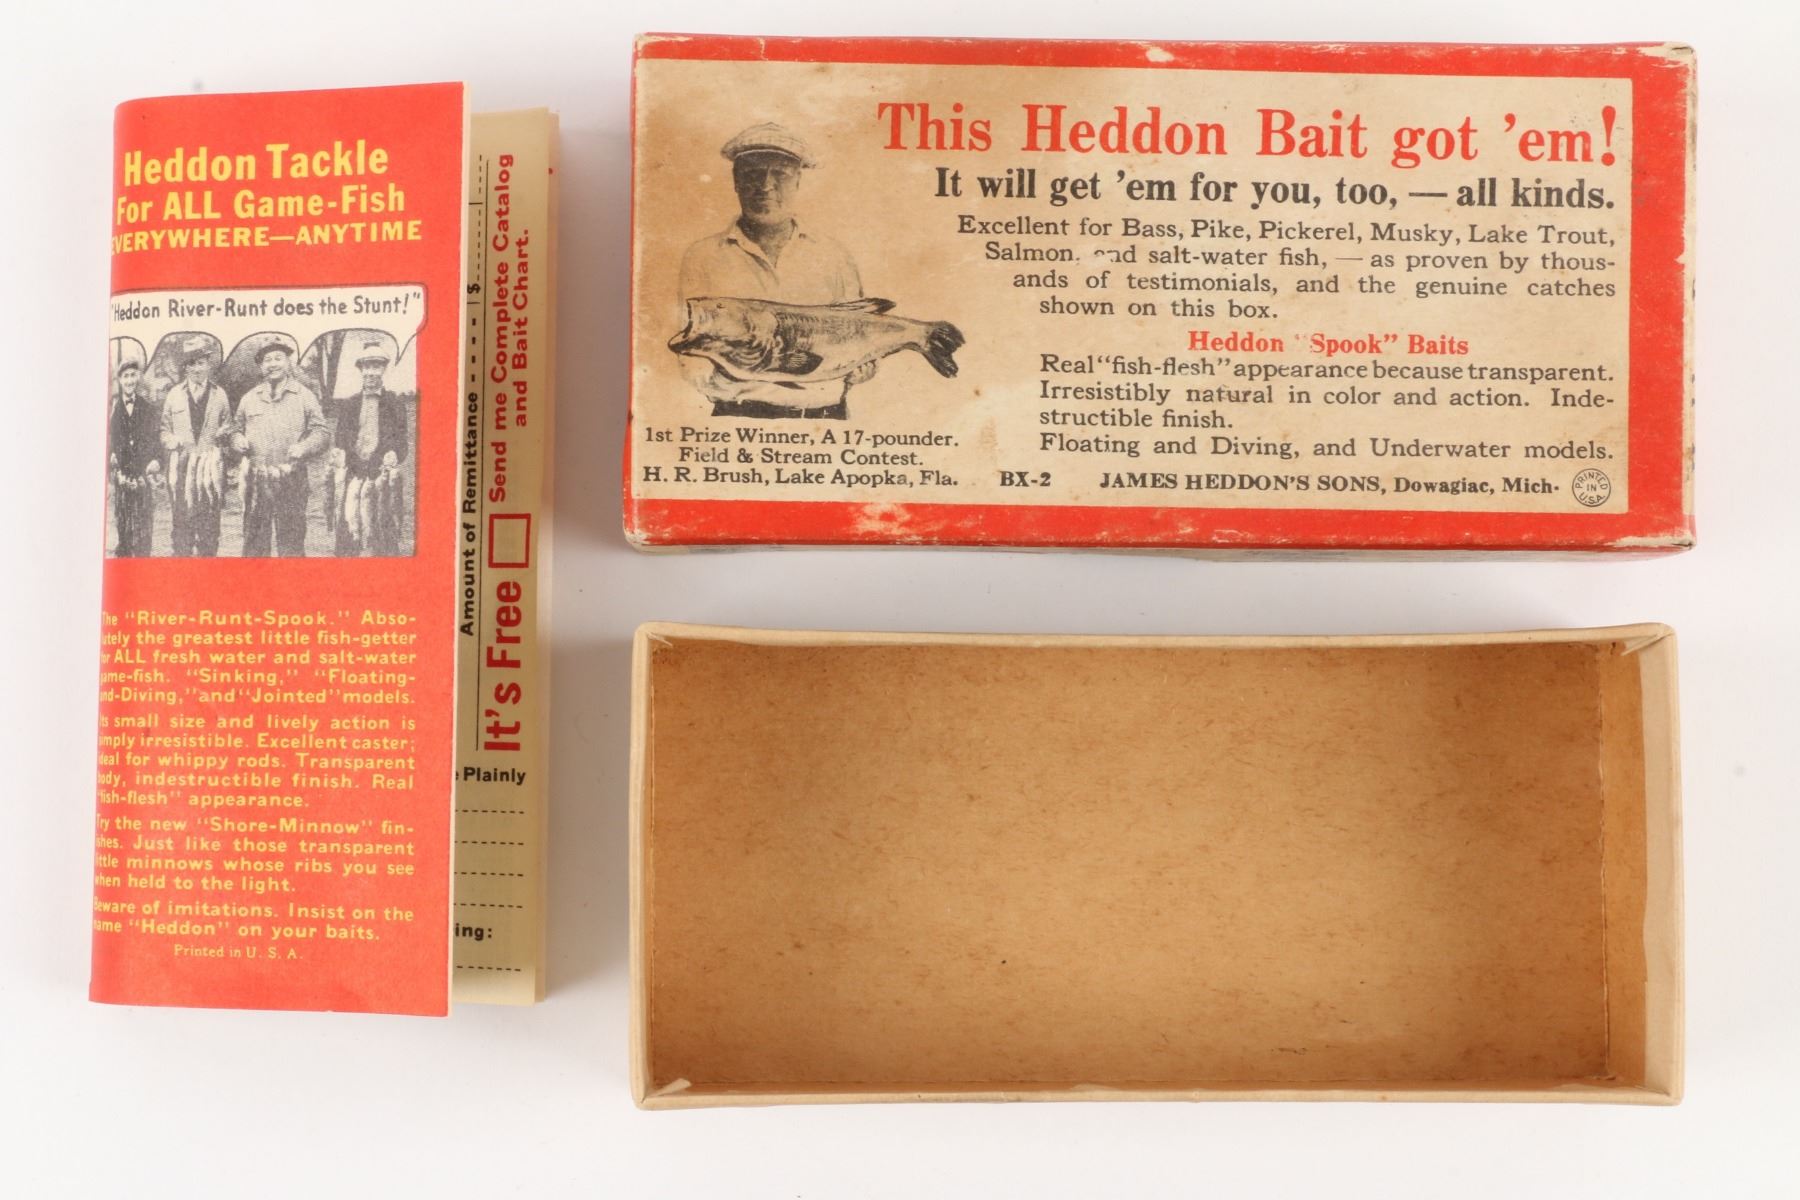 Heddon Tackle
For ALL Game-Fish
EVERYWHERE—ANYTIME
"Heddon River-Runt does the Stunt!"
The "River-Runt-Spook." Abso-
lutely the greatest little fish-getter
for ALL fresh water and salt-water
game-fish. "Sinking," "Floating-
and-Diving," and "Jointed" models.
Its small size and lively action is
simply irresistible. Excellent caster;
ideal for whippy rods. Transparent
body, indestructible finish. Real
"fish-flesh" appearance.
Try the new "Shore-Minnow" fin-
ishes. Just like those transparent
little minnows whose ribs you see
when held to the light.
Beware of imitations. Insist on the
name "Heddon" on your baits.
Printed in U. S. A.
Amount of Remittance - - - - $
It's Free
Send me Complete Catalog
and Bait Chart.
Plainly
ing:
This Heddon Bait got 'em!
It will get 'em for you, too, — all kinds.
Excellent for Bass, Pike, Pickerel, Musky, Lake Trout,
Salmon, and salt-water fish, — as proven by thous-
ands of testimonials, and the genuine catches
shown on this box.
Heddon "Spook" Baits
Real "fish-flesh" appearance because transparent.
Irresistibly natural in color and action. Inde-
structible finish.
Floating and Diving, and Underwater models.
1st Prize Winner, A 17-pounder.
Field & Stream Contest.
H. R. Brush, Lake Apopka, Fla.
BX-2 JAMES HEDDON'S SONS, Dowagiac, Mich.
PRINTED IN U.S.A.